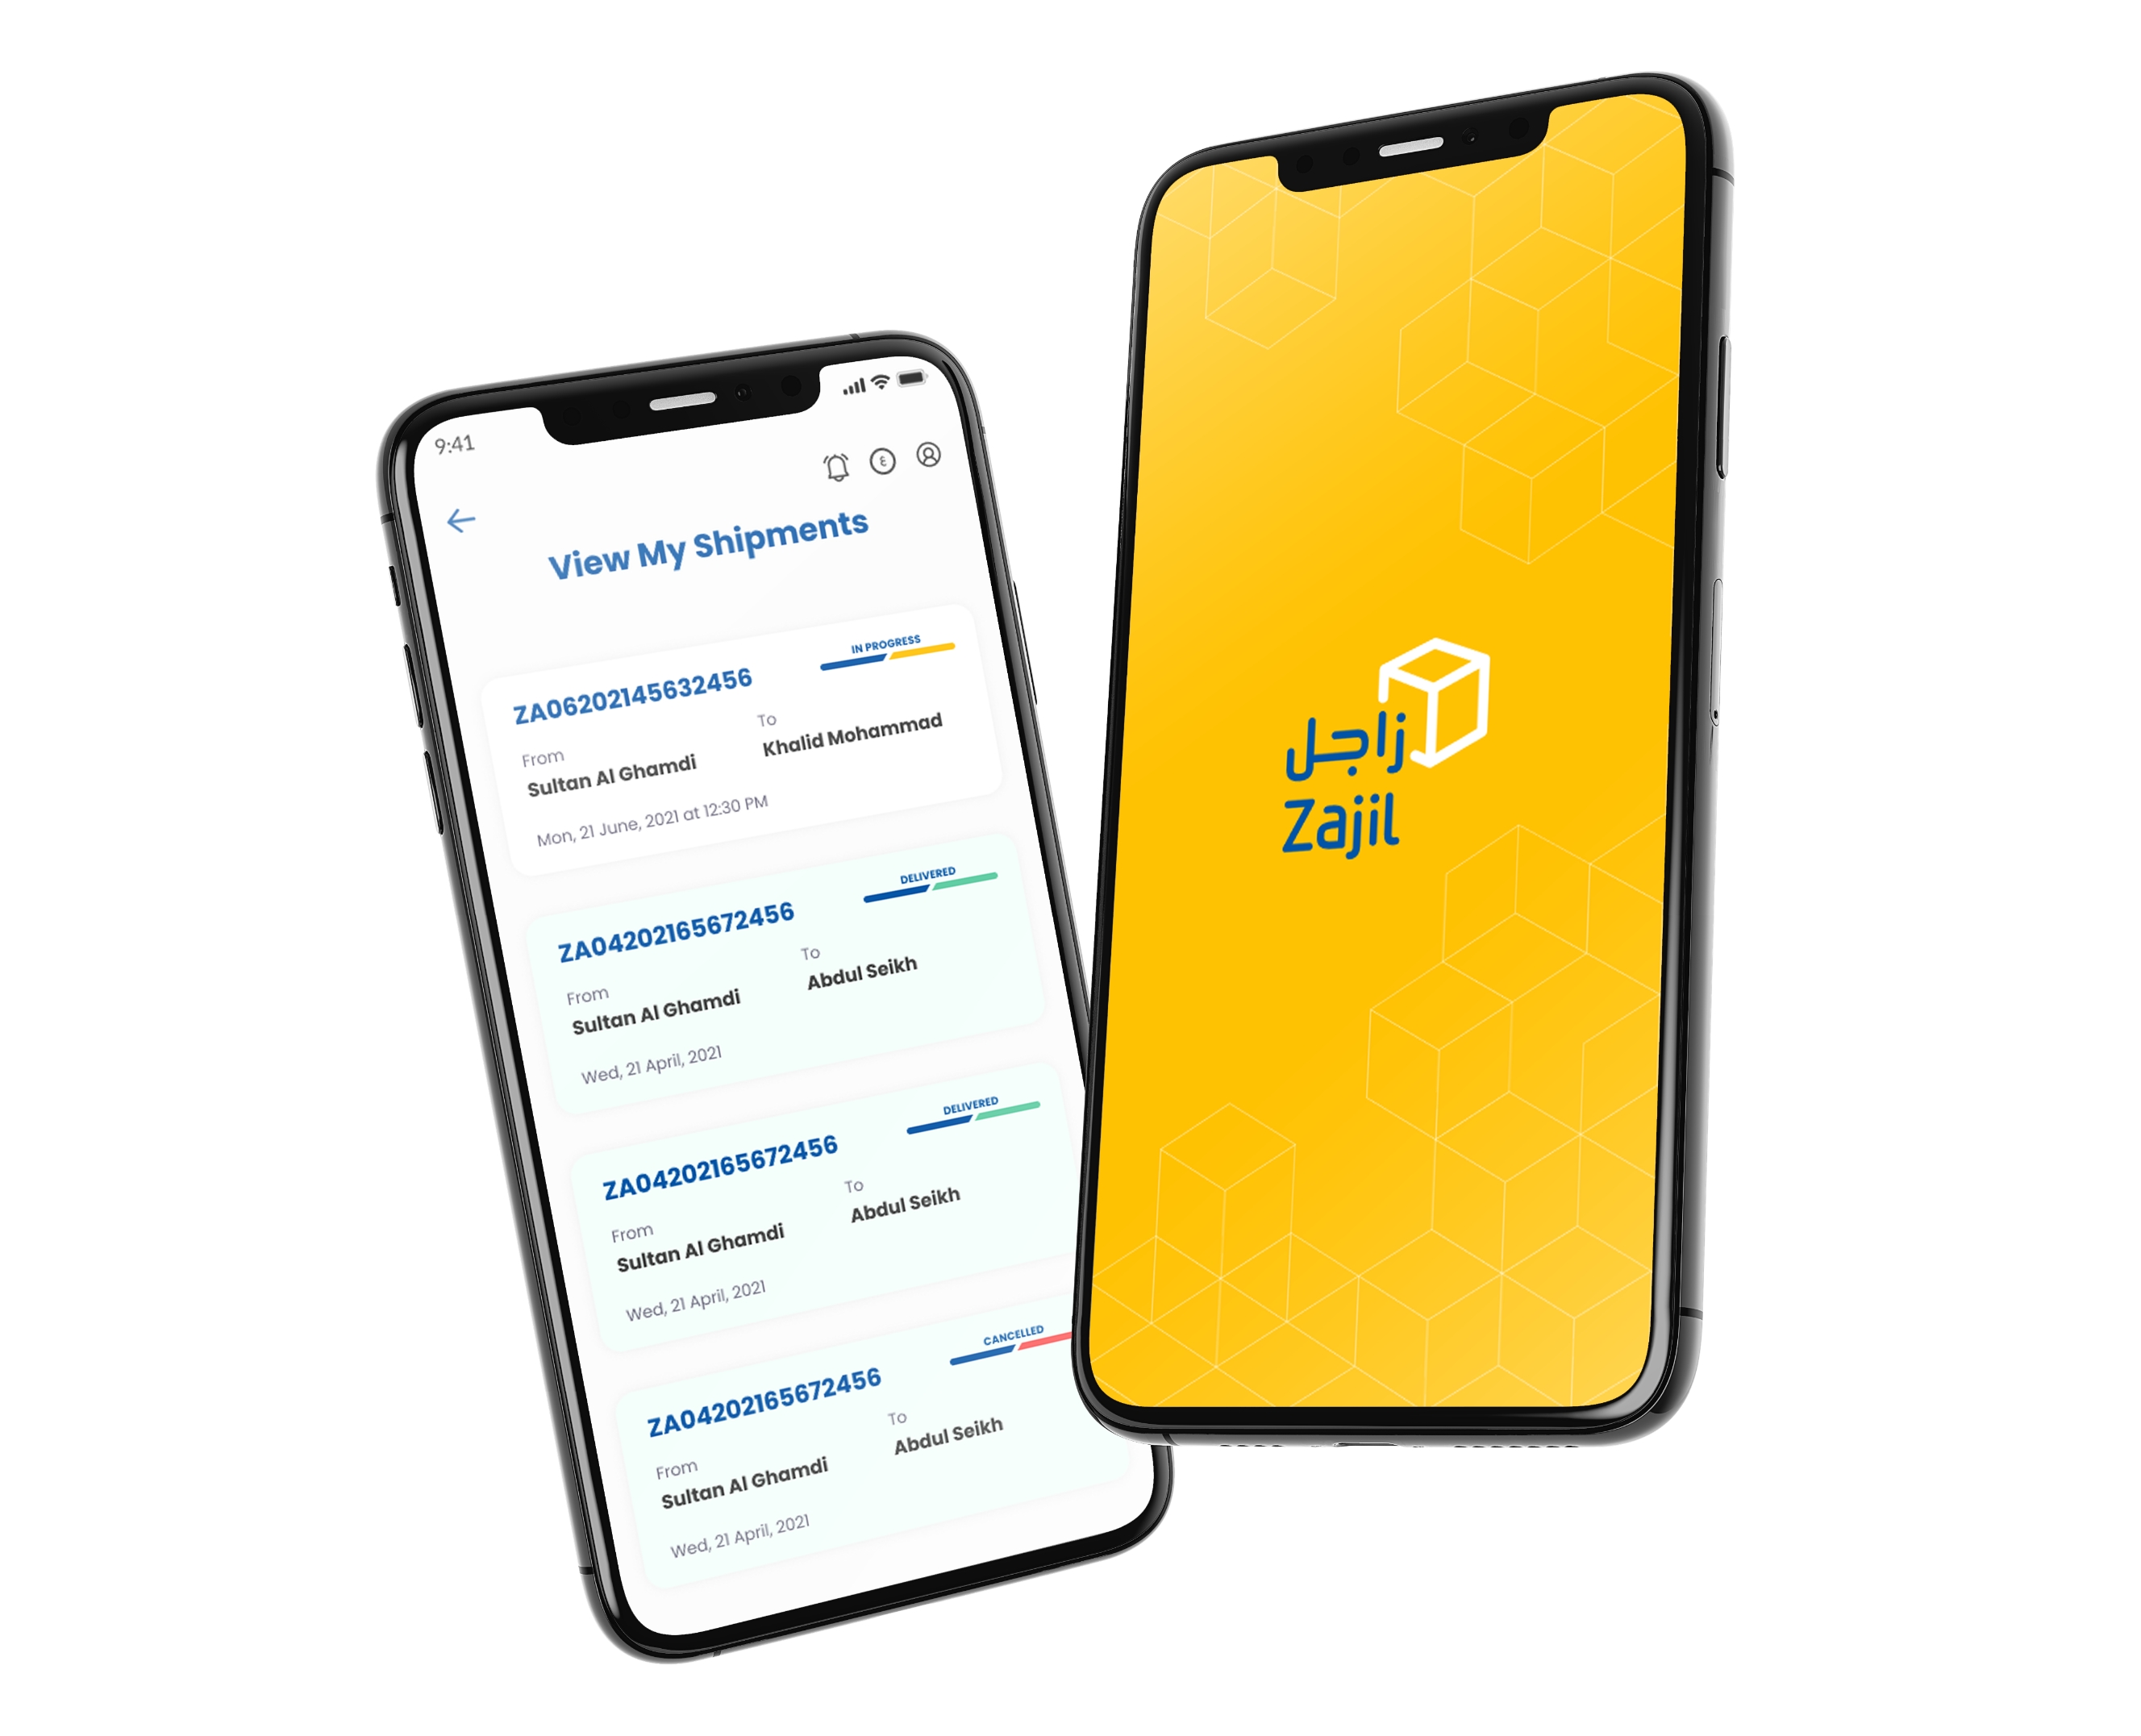 9:41
ع
View My Shipments
IN PROGRESS
ZA06202145632456
From
To
Sultan Al Ghamdi
Khalid Mohammad
Mon, 21 June, 2021 at 12:30 PM
DELIVERED
ZA04202165672456
From
To
Sultan Al Ghamdi
Abdul Seikh
Wed, 21 April, 2021
DELIVERED
ZA04202165672456
From
To
Sultan Al Ghamdi
Abdul Seikh
Wed, 21 April, 2021
CANCELLED
ZA04202165672456
From
To
Sultan Al Ghamdi
Abdul Seikh
Wed, 21 April, 2021
زاجل
Zajil